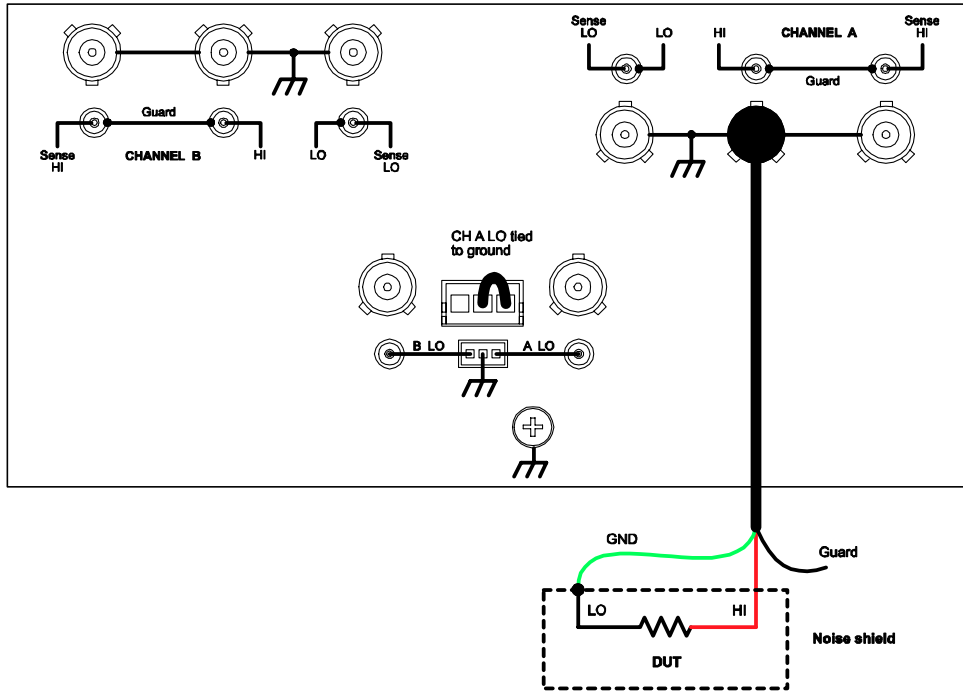 Sense
LO
LO
HI
CHANNEL A
Sense
HI
Guard
Guard
Sense
HI
CHANNEL B
HI
LO
Sense
LO
CH A LO tied
to ground
B LO
A LO
GND
Guard
LO
HI
DUT
Noise shield